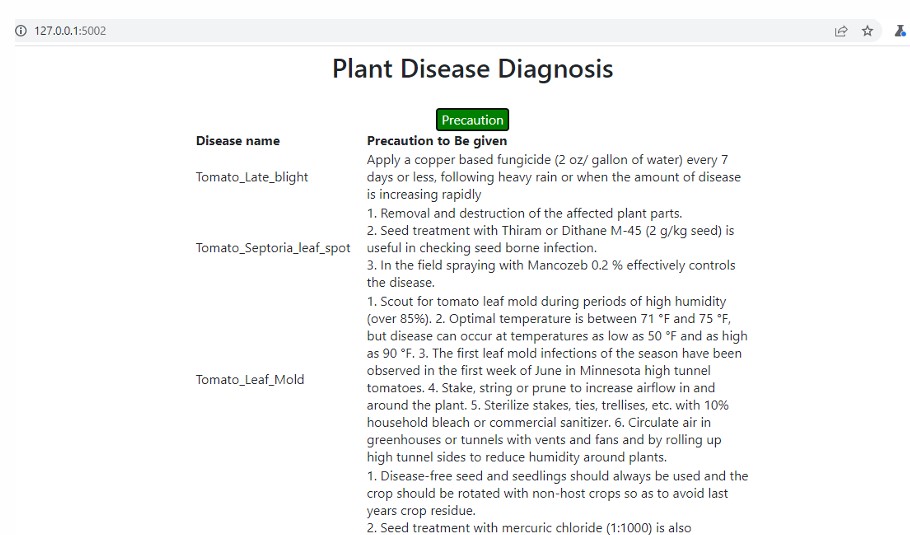 127.0.0.1:5002
Plant Disease Diagnosis
Precaution
Disease name Precaution to Be given
Apply a copper based fungicide (2 oz/ gallon of water) every 7
Tomato_Late_blight days or less, following heavy rain or when the amount of disease
is increasing rapidly
1. Removal and destruction of the affected plant parts.
2. Seed treatment with Thiram or Dithane M-45 (2 g/kg seed) is
Tomato_Septoria_leaf_spot useful in checking seed borne infection.
3. In the field spraying with Mancozeb 0.2 % effectively controls
the disease.
1. Scout for tomato leaf mold during periods of high humidity
(over 85%). 2. Optimal temperature is between 71 °F and 75 °F,
but disease can occur at temperatures as low as 50 °F and as high
as 90 °F. 3. The first leaf mold infections of the season have been
observed in the first week of June in Minnesota high tunnel
Tomato_Leaf_Mold
tomatoes. 4. Stake, string or prune to increase airflow in and
around the plant. 5. Sterilize stakes, ties, trellises, etc. with 10%
household bleach or commercial sanitizer. 6. Circulate air in
greenhouses or tunnels with vents and fans and by rolling up
high tunnel sides to reduce humidity around plants.
1. Disease-free seed and seedlings should always be used and the
crop should be rotated with non-host crops so as to avoid last
years crop residue.
2. Seed treatment with mercuric chloride (1:1000) is also